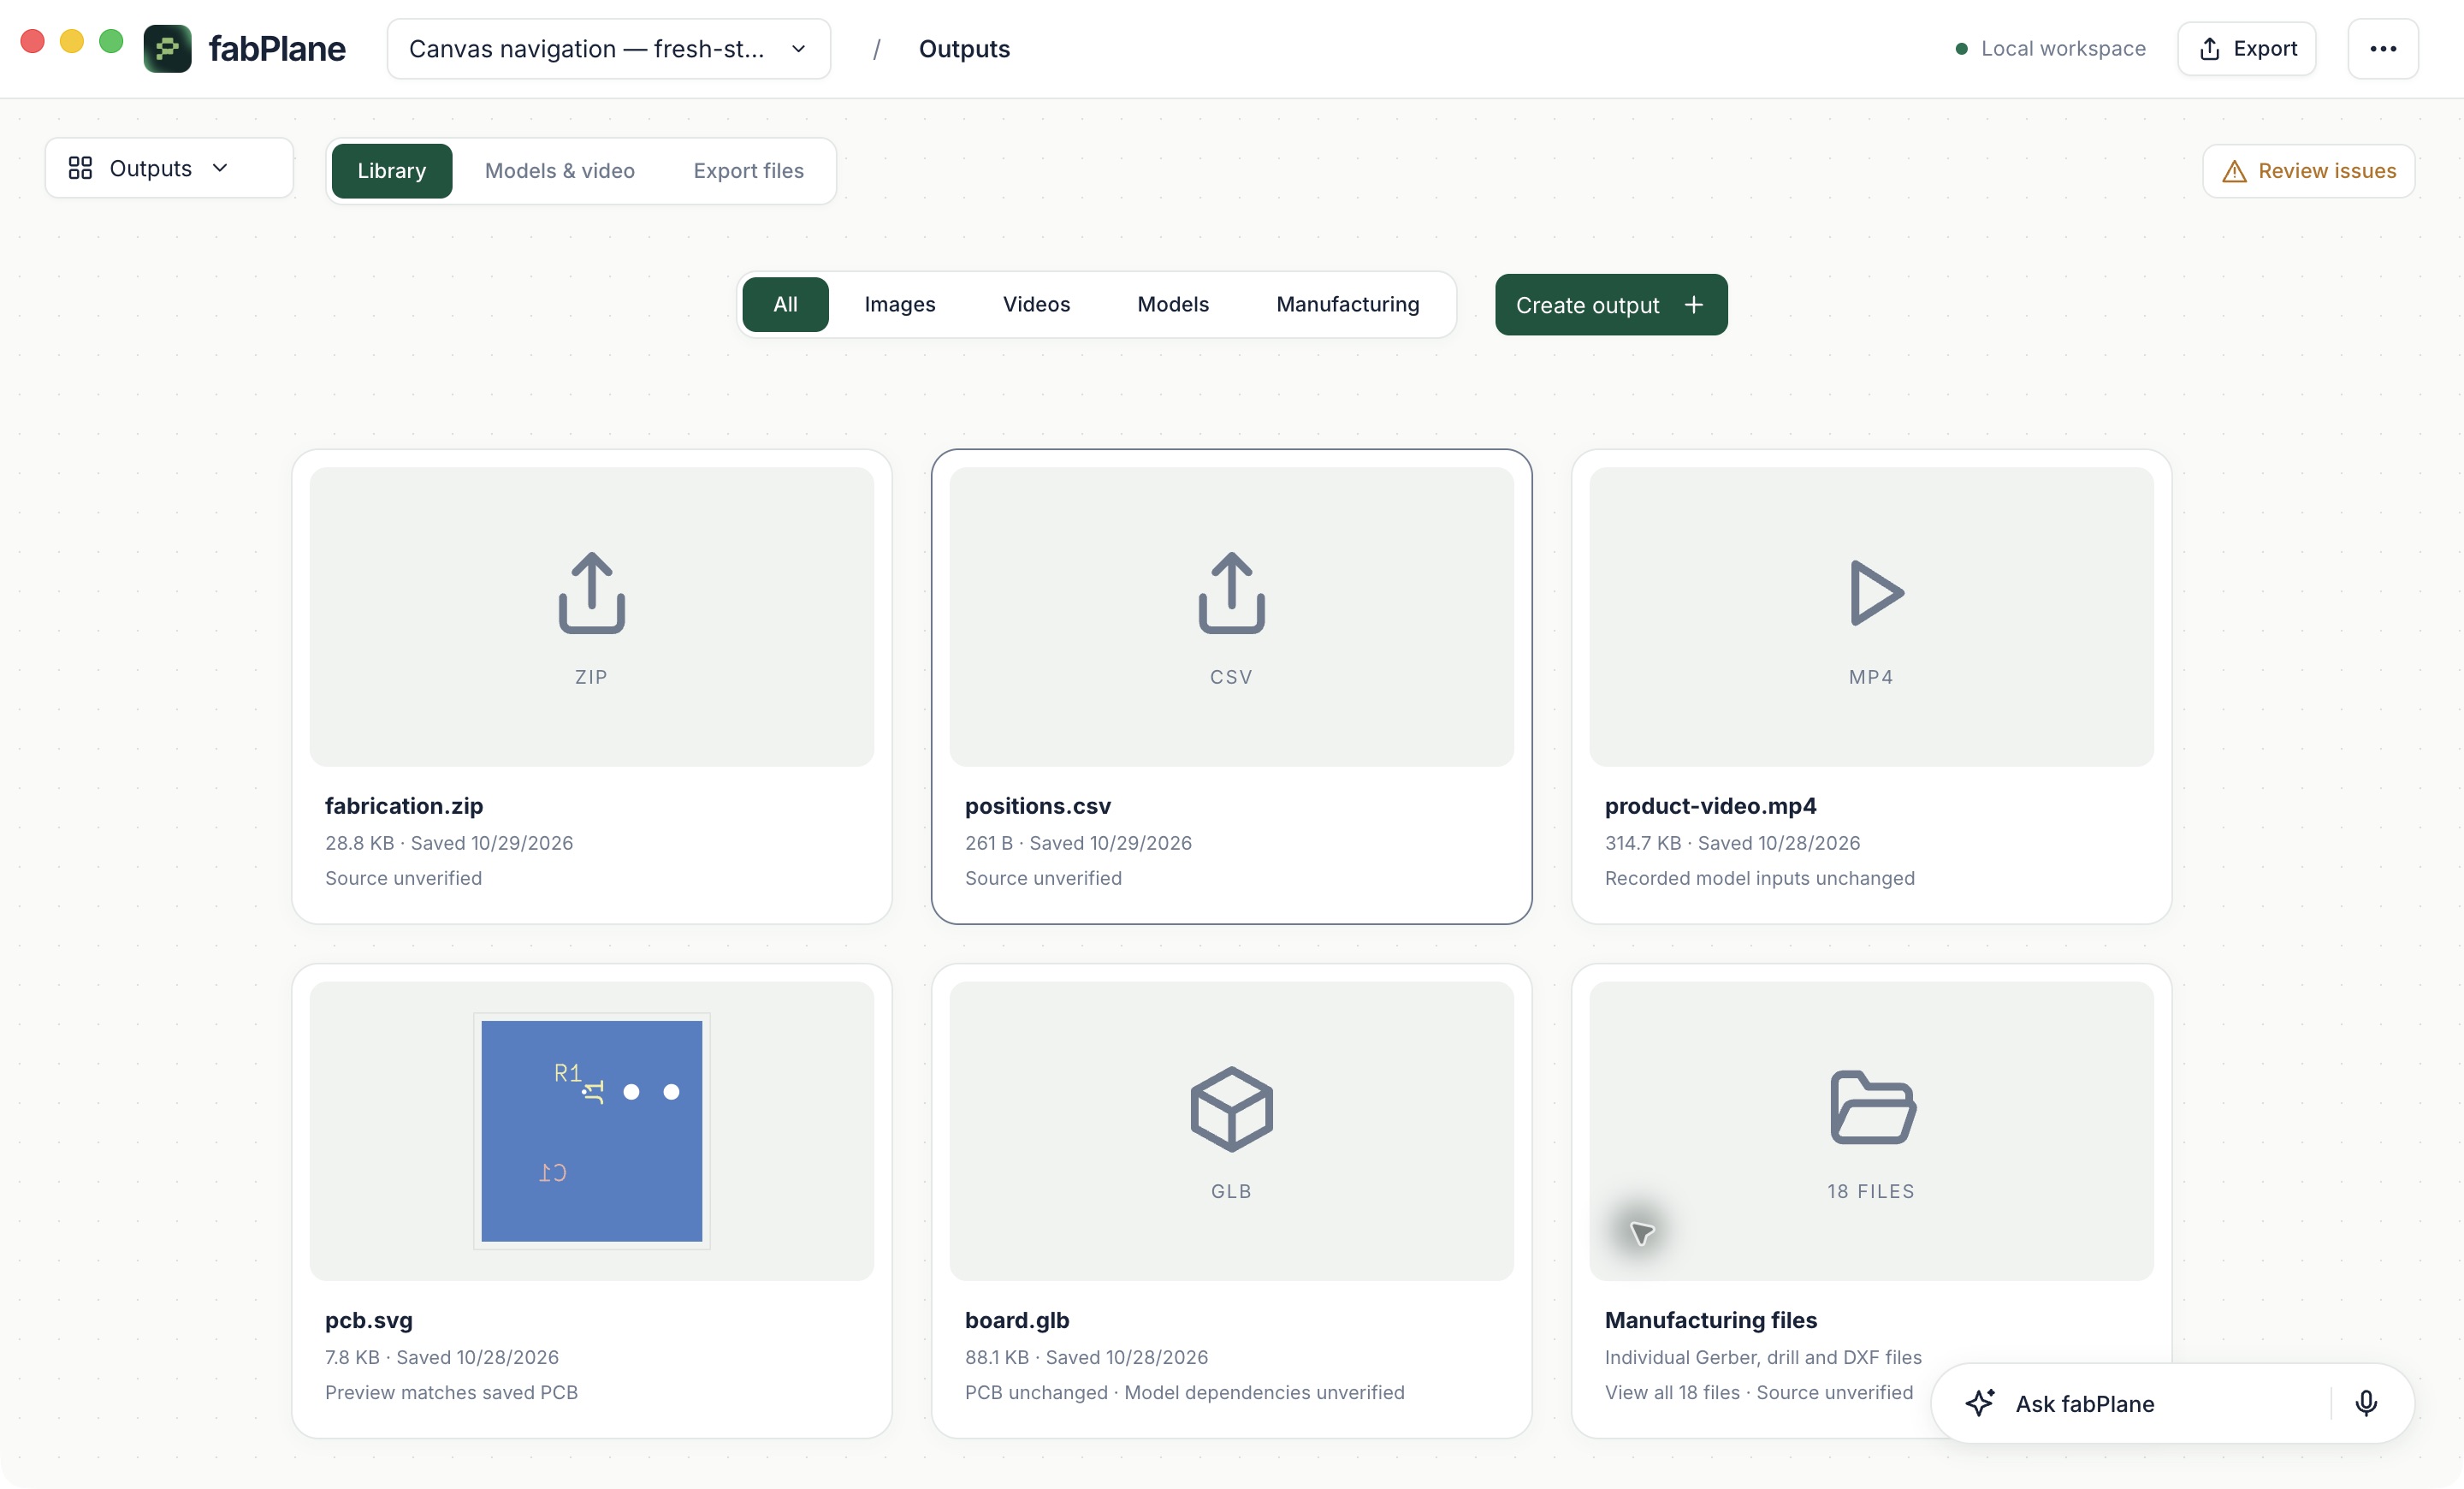 fabPlane
Canvas navigation — fresh-st...
/
Outputs
Local workspace
Export
Outputs
Library
Models & video
Export files
Review issues
All
Images
Videos
Models
Manufacturing
Create output
ZIP
CSV
MP4
fabrication.zip
28.8 KB · Saved 10/29/2026
Source unverified
positions.csv
261 B · Saved 10/29/2026
Source unverified
product-video.mp4
314.7 KB · Saved 10/28/2026
Recorded model inputs unchanged
R1
J1
C1
GLB
18 FILES
pcb.svg
7.8 KB · Saved 10/28/2026
Preview matches saved PCB
board.glb
88.1 KB · Saved 10/28/2026
PCB unchanged · Model dependencies unverified
Manufacturing files
Individual Gerber, drill and DXF files
View all 18 files · Source unverified
Ask fabPlane